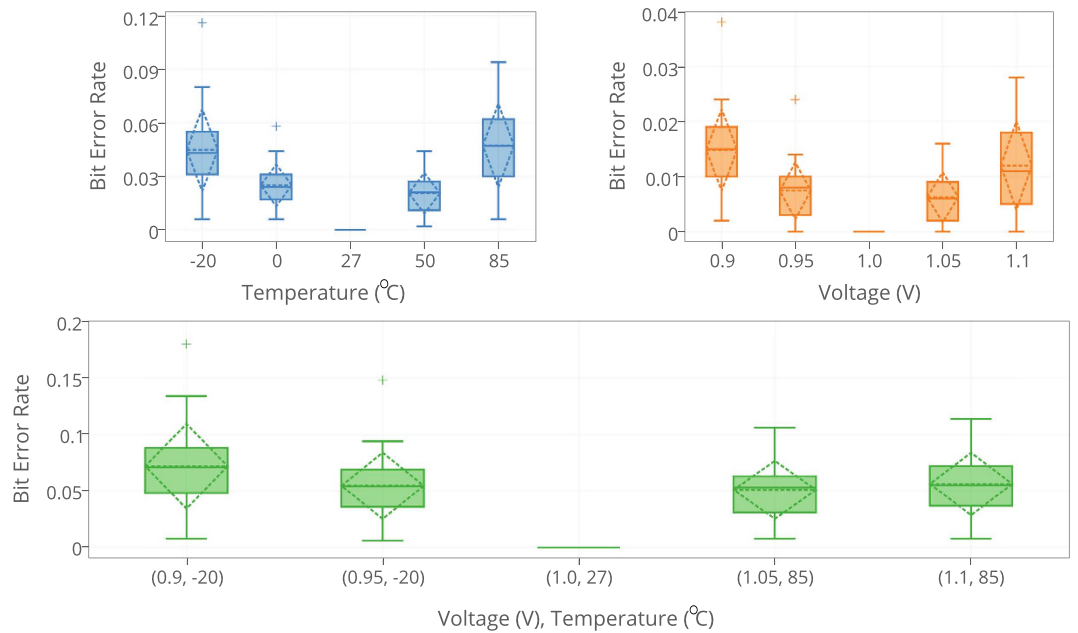 0.12
0.09
0.06
0.03
0
Bit Error Rate
-20 0 27 50 85
Temperature (°C)
0.04
0.03
0.02
0.01
0
Bit Error Rate
0.9 0.95 1.0 1.05 1.1
Voltage (V)
0.2
0.15
0.1
0.05
0
Bit Error Rate
(0.9, -20) (0.95, -20) (1.0, 27) (1.05, 85) (1.1, 85)
Voltage (V), Temperature (°C)